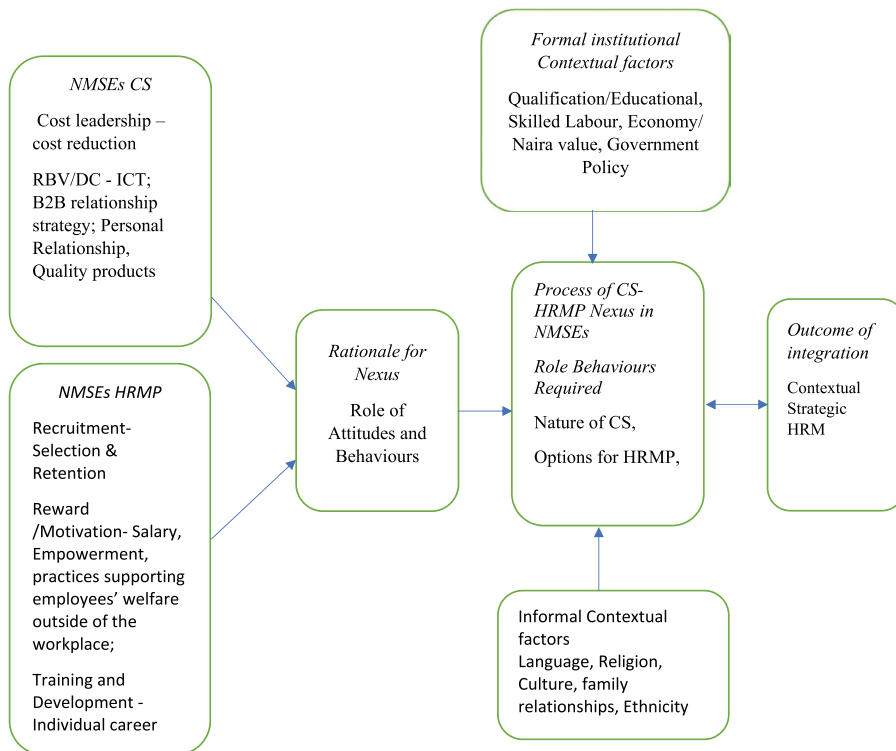 NMSEs CS
Cost leadership –
cost reduction
RBV/DC - ICT;
B2B relationship
strategy; Personal
Relationship,
Quality products
NMSEs HRMP
Recruitment-
Selection &
Retention
Reward
/Motivation- Salary,
Empowerment,
practices supporting
employees’ welfare
outside of the
workplace;
Training and
Development -
Individual career
Rationale for
Nexus
Role of
Attitudes and
Behaviours
Formal institutional
Contextual factors
Qualification/Educational,
Skilled Labour, Economy/
Naira value, Government
Policy
Process of CS-
HRMP Nexus in
NMSEs
Role Behaviours
Required
Nature of CS,
Options for HRMP,
Informal Contextual
factors
Language, Religion,
Culture, family
relationships, Ethnicity
Outcome of
integration
Contextual
Strategic
HRM